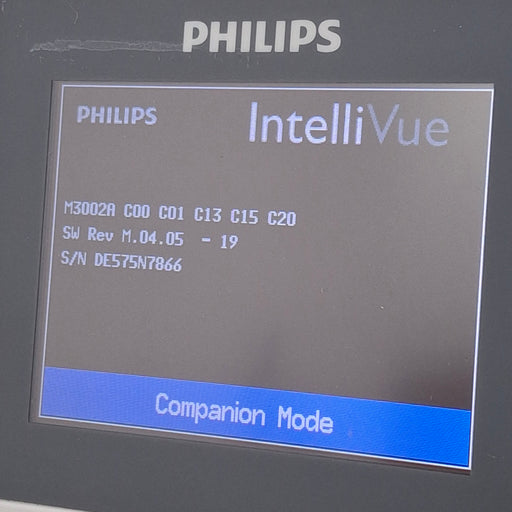 PHILIPS
PHILIPS IntelliVue
M3002A C00 C01 C13 C15 C20
SW Rev M.04.05 - 19
S/N DE575N7866
Companion Mode